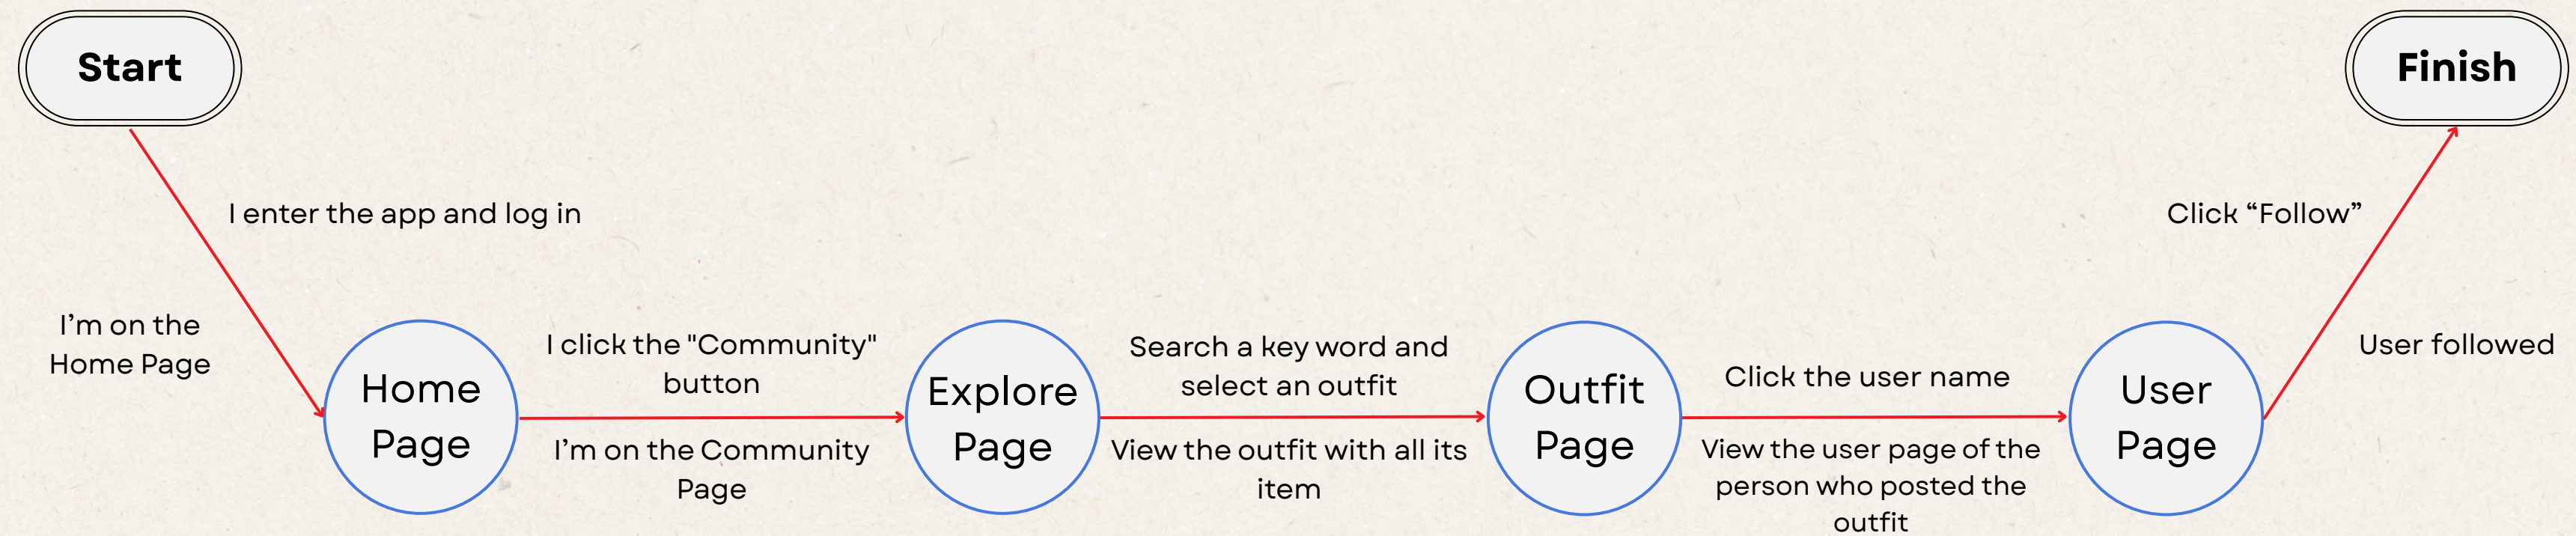 Start
Finish
I enter the app and log in
I’m on the
Home Page
Home
Page
I click the "Community"
button
I’m on the Community
Page
Explore
Page
Search a key word and
select an outfit
View the outfit with all its
item
Outfit
Page
Click the user name
View the user page of the
person who posted the
outfit
User
Page
Click “Follow”
User followed